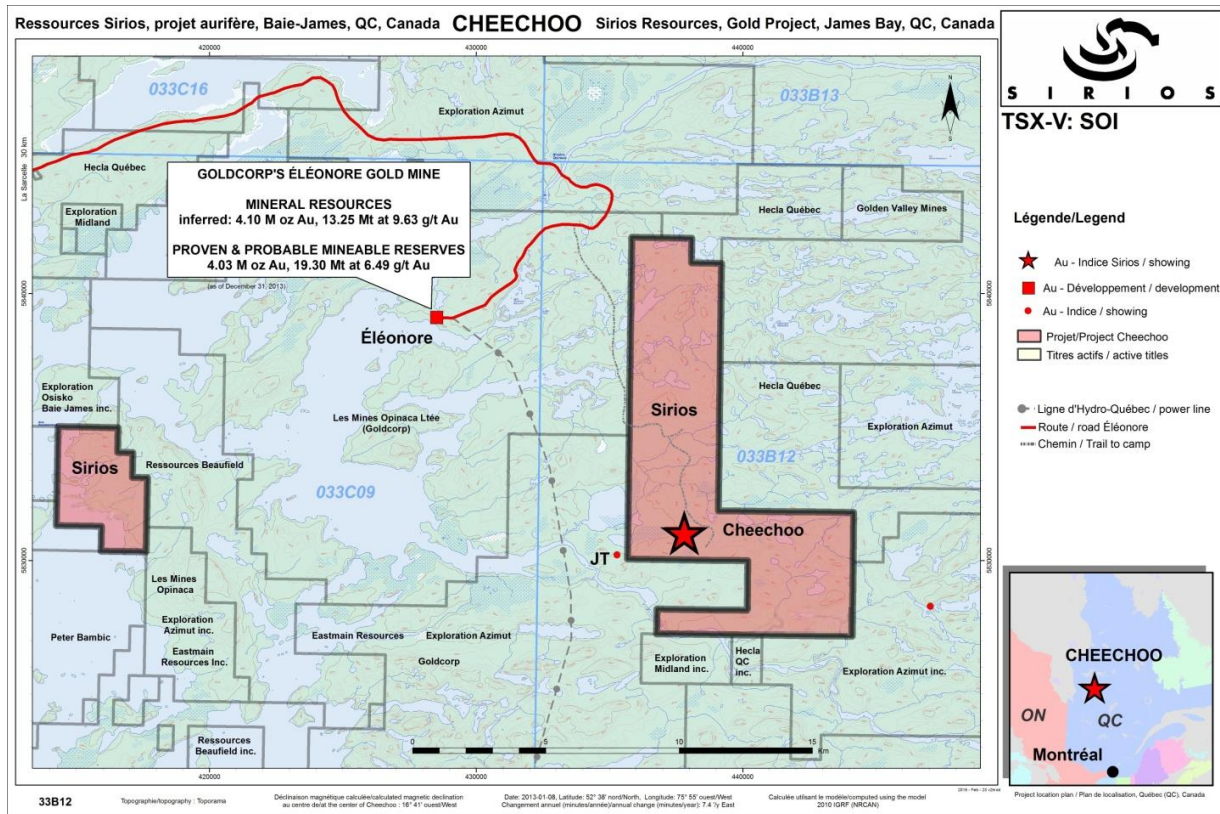 Ressources Sirios, projet aurifère, Baie-James, QC, Canada CHEECHOO Sirios Resources, Gold Project, James Bay, QC, Canada
SIRIOS
TSX-V: SOI
420000
430000
440000
033C16
033B13
Exploration Azimut
La Sarcelle 30 km
Hecla Québec
GOLDCORP'S ÉLÉONORE GOLD MINE
MINERAL RESOURCES
inferred: 4.10 M oz Au, 13.25 Mt at 9.63 g/t Au
PROVEN & PROBABLE MINEABLE RESERVES
4.03 M oz Au, 19.30 Mt at 6.49 g/t Au
(as of December 31, 2013)
Exploration
Midland
Hecla Québec
Golden Valley Mines
5840000
5840000
Éléonore
Exploration
Osisko
Baie James inc.
Les Mines Opinaca Ltée
(Goldcorp)
Sirios
Hecla Québec
Exploration Azimut
Sirios
Ressources Beaufield
033C09
033B12
Cheechoo
JT
5830000
5830000
Les Mines
Opinaca
Exploration
Azimut inc.
Eastmain
Resources Inc.
Peter Bambic
Eastmain Resources
Exploration Azimut
Goldcorp
Exploration
Midland inc.
Hecla
QC
inc.
Exploration Azimut inc.
Ressources
Beaufield inc.
0 5 10 15
Km
420000
430000
440000
Légende/Legend
Au - Indice Sirios / showing
Au - Développement / development
Au - Indice / showing
Projet/Project Cheechoo
Titres actifs / active titles
Ligne d'Hydro-Québec / power line
Route / road Éléonore
Chemin / Trail to camp
CHEECHOO
ON
QC
Montréal
Project location plan / Plan de localisation, Québec (QC), Canada
33B12
Topographie/topography : Toporama
Déclinaison magnétique calculée/calculated magnetic declination
au centre de/at the center of Cheechoo : 16° 41' ouest/West
Date: 2013-01-08, Latitude: 52° 38' nord/North, Longitude: 75° 55' ouest/West
Changement annuel (minutes/année)/annual change (minutes/year): 7.4 '/y East
Calculée utilisant le modèle/computed using the model
2010 IGRF (NRCAN)